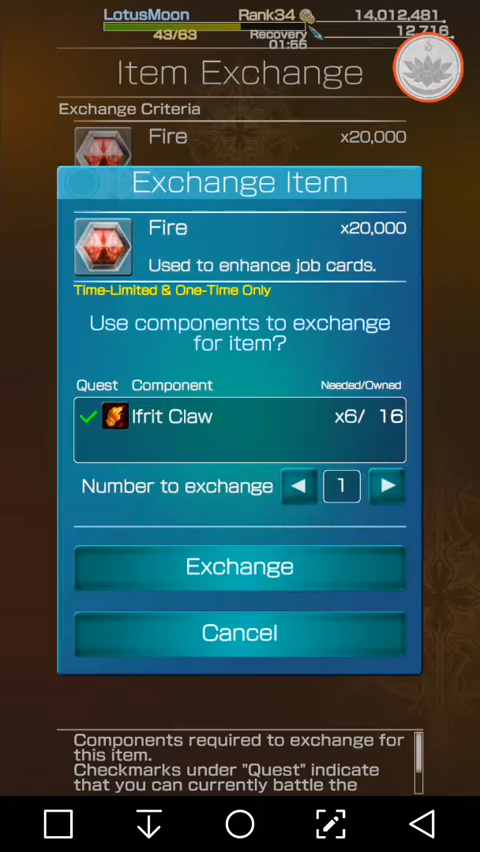 LotusMoon Rank34 14,012,481
43/63 Recovery 12,716
01:56
Item Exchange
Exchange Criteria
Fire x20,000
Exchange Item
Fire x20,000
Used to enhance job cards.
Time-Limited & One-Time Only
Use components to exchange
for item?
Quest Component Needed/Owned
Ifrit Claw x6/ 16
Number to exchange 1
Exchange
Cancel
Components required to exchange for
this item.
Checkmarks under "Quest" indicate
that you can currently battle the